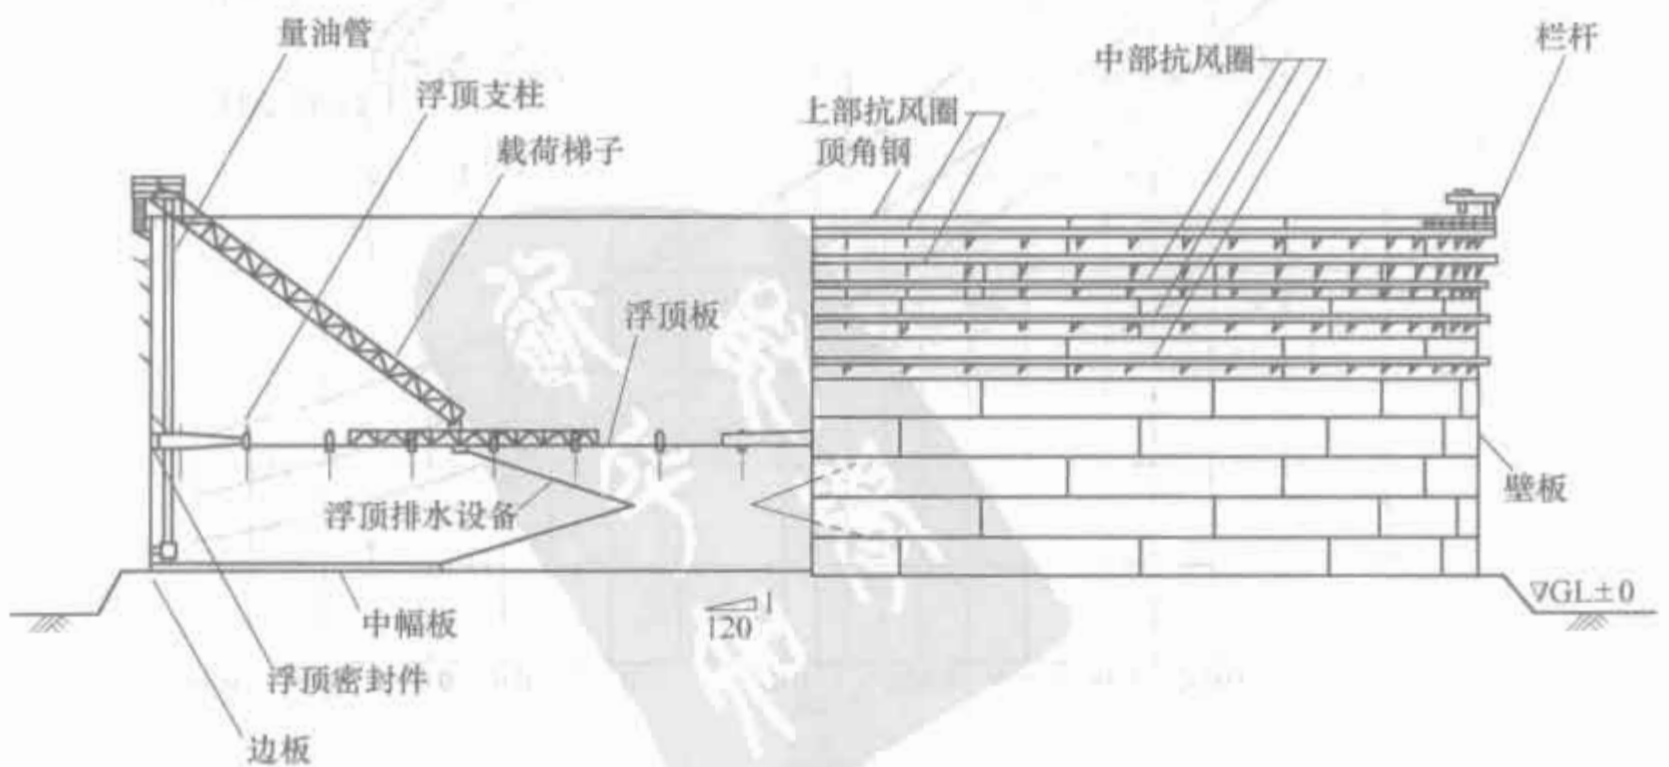 量油管
浮顶支柱
载荷梯子
上部抗风圈
顶角钢
中部抗风圈
栏杆
浮顶板
浮顶排水设备
壁板
▽GL±0
中幅板
1
120
浮顶密封件
边板